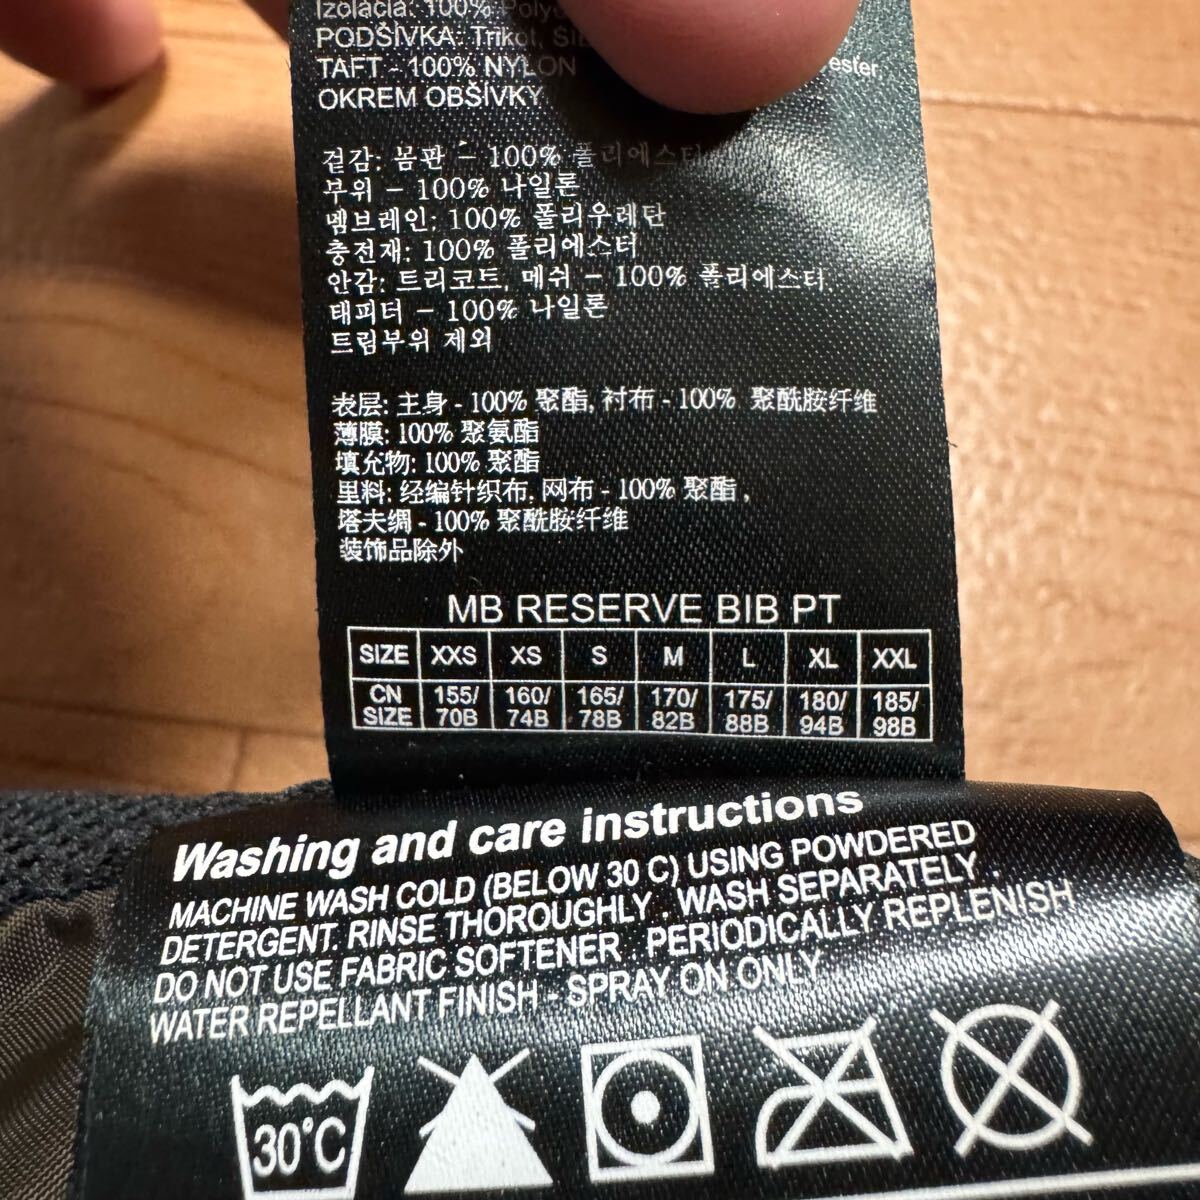 Izolácia: 100%
PODŠÍVKA: Trikot,
TAFT - 100% NYLON
OKREM OBŠÍVKY
겉감: 몸판 - 100% 폴리에스터
부위 - 100% 나일론
멤브레인: 100% 폴리우레탄
충전재: 100% 폴리에스터
안감: 트리코트, 메쉬 - 100% 폴리에스터,
태피터 - 100% 나일론
트림부위 제외
表层: 主身 - 100% 聚酯, 衬布 - 100% 聚酰胺纤维
薄膜: 100% 聚氨酯
填充物: 100% 聚酯
里料: 经编针织布, 网布 - 100% 聚酯,
塔夫绸 - 100% 聚酰胺纤维
装饰品除外
MB RESERVE BIB PT
SIZE XXS XS S M L XL XXL
CN SIZE 155/70B 160/74B 165/78B 170/82B 175/88B 180/94B 185/98B
Washing and care instructions
MACHINE WASH COLD (BELOW 30 C) USING POWDERED
DETERGENT. RINSE THOROUGHLY . WASH SEPARATELY .
DO NOT USE FABRIC SOFTENER . PERIODICALLY REPLENISH
WATER REPELLANT FINISH - SPRAY ON ONLY.
30°C